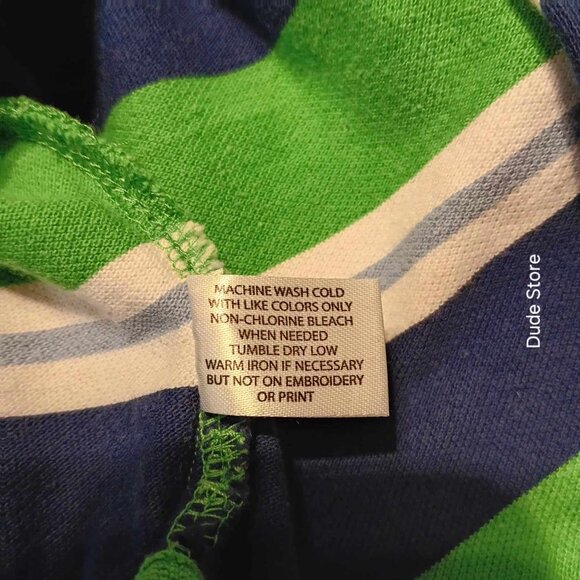 MACHINE WASH COLD
WITH LIKE COLORS ONLY
NON-CHLORINE BLEACH
WHEN NEEDED
TUMBLE DRY LOW
WARM IRON IF NECESSARY
BUT NOT ON EMBROIDERY
OR PRINT
Dude Store